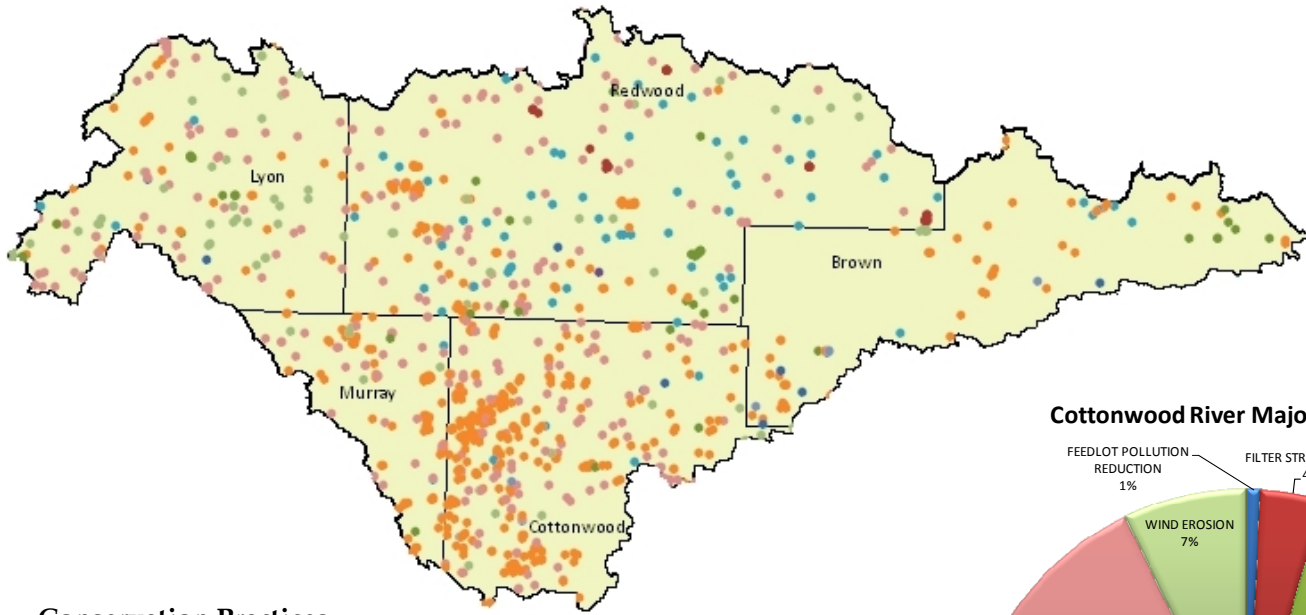 Redwood
Lyon
Brown
Murray
Cottonwood
Cottonwood River Majo
FEEDLOT POLLUTION
REDUCTION
1%
FILTER STR
WIND EROSION
7%